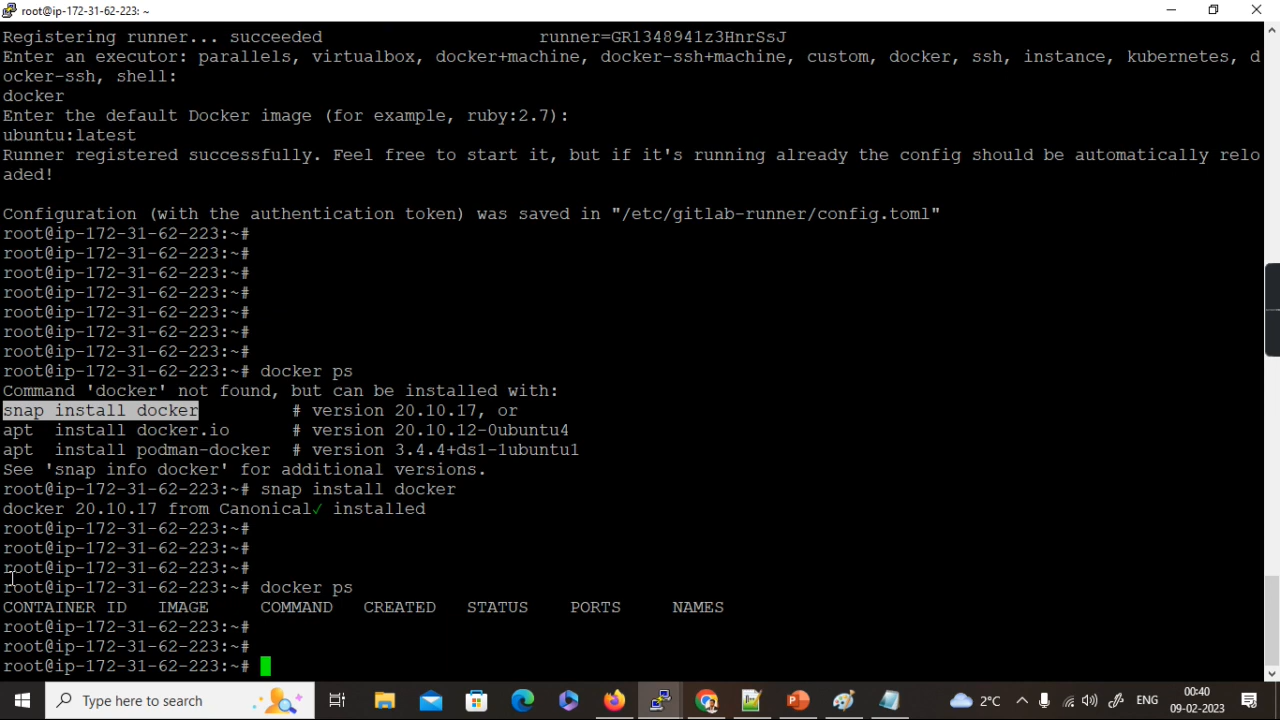 root@ip-172-31-62-223: ~
Registering runner... succeeded                     runner=GR1348941z3HnrSsJ
Enter an executor: parallels, virtualbox, docker+machine, docker-ssh+machine, custom, docker, ssh, instance, kubernetes, d
ocker-ssh, shell:
docker
Enter the default Docker image (for example, ruby:2.7):
ubuntu:latest
Runner registered successfully. Feel free to start it, but if it's running already the config should be automatically relo
aded!
Configuration (with the authentication token) was saved in "/etc/gitlab-runner/config.toml"
root@ip-172-31-62-223:~#
root@ip-172-31-62-223:~#
root@ip-172-31-62-223:~#
root@ip-172-31-62-223:~#
root@ip-172-31-62-223:~#
root@ip-172-31-62-223:~#
root@ip-172-31-62-223:~#
root@ip-172-31-62-223:~# docker ps
Command 'docker' not found, but can be installed with:
snap install docker         # version 20.10.17, or
apt  install docker.io      # version 20.10.12-0ubuntu4
apt  install podman-docker  # version 3.4.4+ds1-1ubuntu1
See 'snap info docker' for additional versions.
root@ip-172-31-62-223:~# snap install docker
docker 20.10.17 from Canonical✓ installed
root@ip-172-31-62-223:~#
root@ip-172-31-62-223:~#
root@ip-172-31-62-223:~#
root@ip-172-31-62-223:~# docker ps
CONTAINER ID   IMAGE     COMMAND   CREATED   STATUS    PORTS     NAMES
root@ip-172-31-62-223:~#
root@ip-172-31-62-223:~#
root@ip-172-31-62-223:~#
Type here to search
2°C
ENG
00:40
09-02-2023